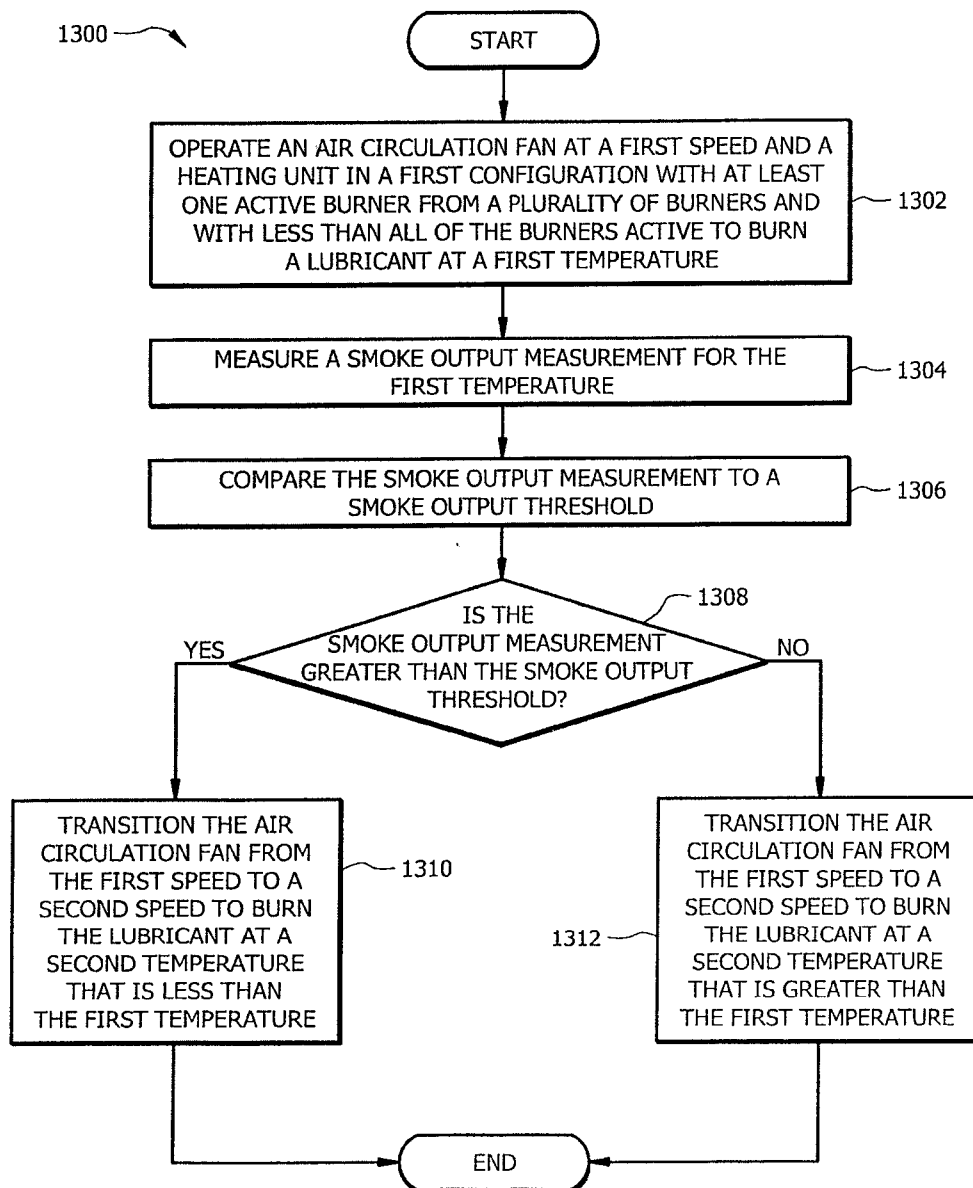 1300
START
OPERATE AN AIR CIRCULATION FAN AT A FIRST SPEED AND A
HEATING UNIT IN A FIRST CONFIGURATION WITH AT LEAST
ONE ACTIVE BURNER FROM A PLURALITY OF BURNERS AND
WITH LESS THAN ALL OF THE BURNERS ACTIVE TO BURN
A LUBRICANT AT A FIRST TEMPERATURE
1302
MEASURE A SMOKE OUTPUT MEASUREMENT FOR THE
FIRST TEMPERATURE
1304
COMPARE THE SMOKE OUTPUT MEASUREMENT TO A
SMOKE OUTPUT THRESHOLD
1306
1308
IS THE
SMOKE OUTPUT MEASUREMENT
GREATER THAN THE SMOKE OUTPUT
THRESHOLD?
YES
NO
TRANSITION THE AIR
CIRCULATION FAN FROM
THE FIRST SPEED TO A
SECOND SPEED TO BURN
THE LUBRICANT AT A
SECOND TEMPERATURE
THAT IS LESS THAN
THE FIRST TEMPERATURE
1310
TRANSITION THE AIR
CIRCULATION FAN FROM
THE FIRST SPEED TO A
SECOND SPEED TO BURN
THE LUBRICANT AT A
SECOND TEMPERATURE
THAT IS GREATER THAN
THE FIRST TEMPERATURE
1312
END